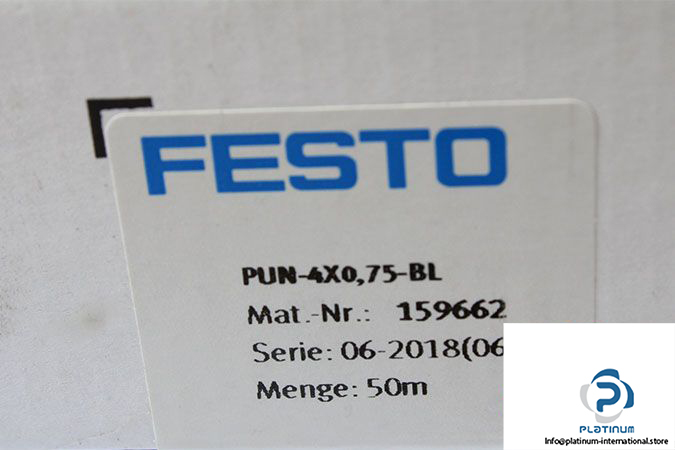 FESTO
PUN-4X0,75-BL
Mat.-Nr.: 159662
Serie: 06-2018(06
Menge: 50m
PLATINUM
Info@platinum-international.store